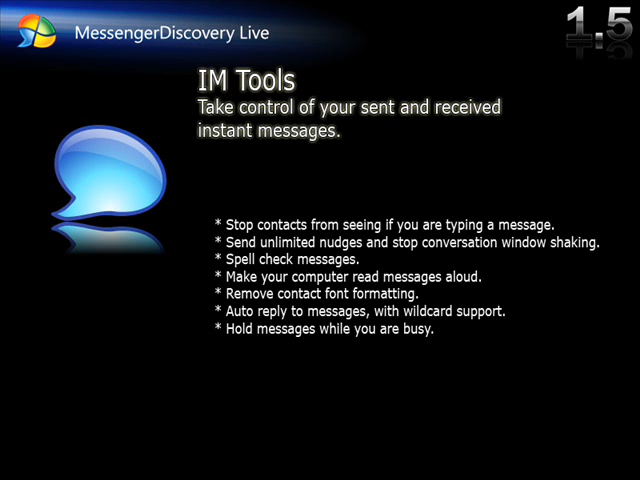 MessengerDiscovery Live
1.5
IM Tools
Take control of your sent and received
instant messages.
* Stop contacts from seeing if you are typing a message.
* Send unlimited nudges and stop conversation window shaking.
* Spell check messages.
* Make your computer read messages aloud.
* Remove contact font formatting.
* Auto reply to messages, with wildcard support.
* Hold messages while you are busy.